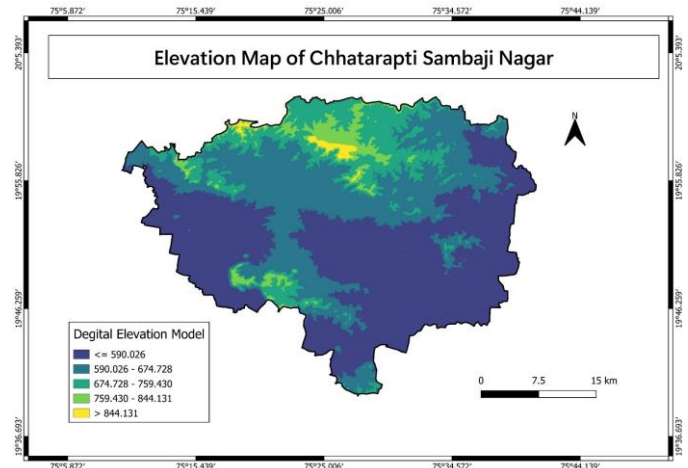 75°5.872' 75°15.439' 75°25.006' 75°34.572' 75°44.139'
20°5.393' 20°5.393'
Elevation Map of Chhatarapti Sambaji Nagar
N
19°55.826' 19°55.826'
19°46.259' 19°46.259'
Degital Elevation Model
<= 590.026
590.026 - 674.728
674.728 - 759.430
759.430 - 844.131
> 844.131
0 7.5 15 km
19°36.693' 19°36.693'
75°5.872' 75°15.439' 75°25.006' 75°34.572' 75°44.139'